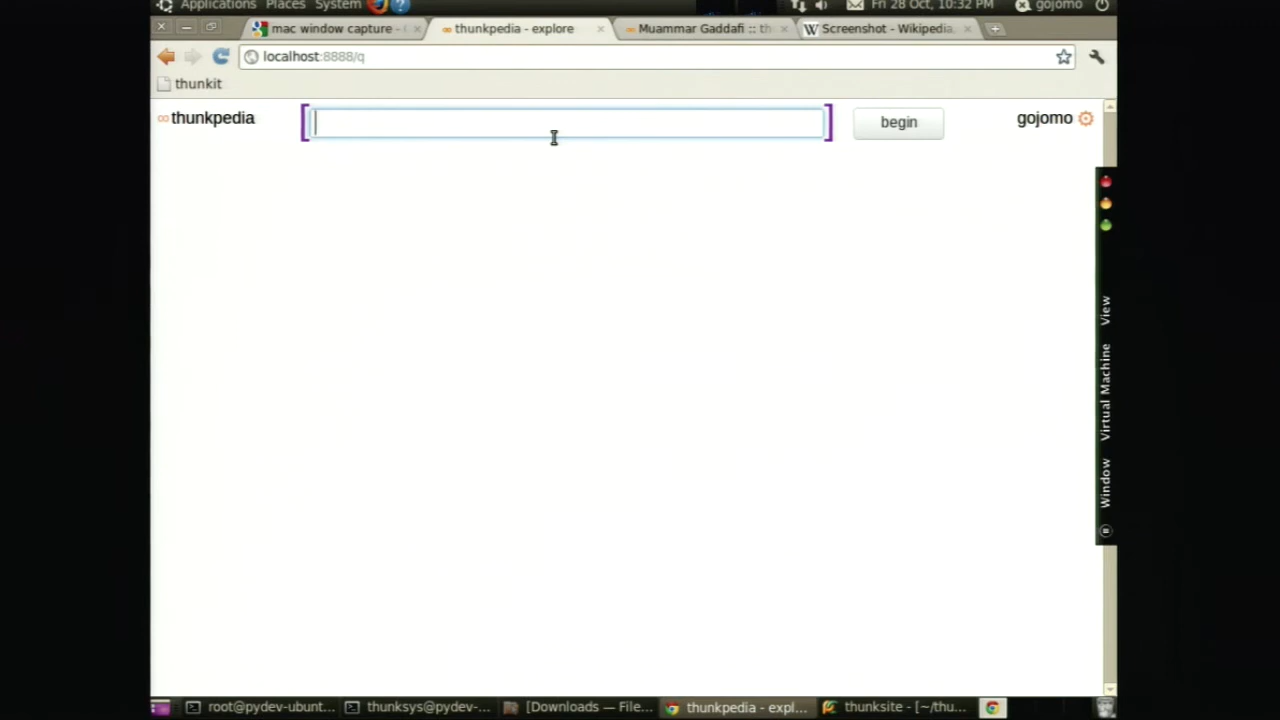 Applications Places System
Fri 28 Oct, 10:32 PM gojomo
mac window capture -
thunkpedia - explore
Muammar Gaddafi :: th
Screenshot - Wikipedia,
localhost:8888/q
thunkit
∞thunkpedia
begin
gojomo
View
Virtual Machine
Window
root@pydev-ubunt...
thunksys@pydev-...
[Downloads — File...
thunkpedia - expl...
thunksite - [~/thu...